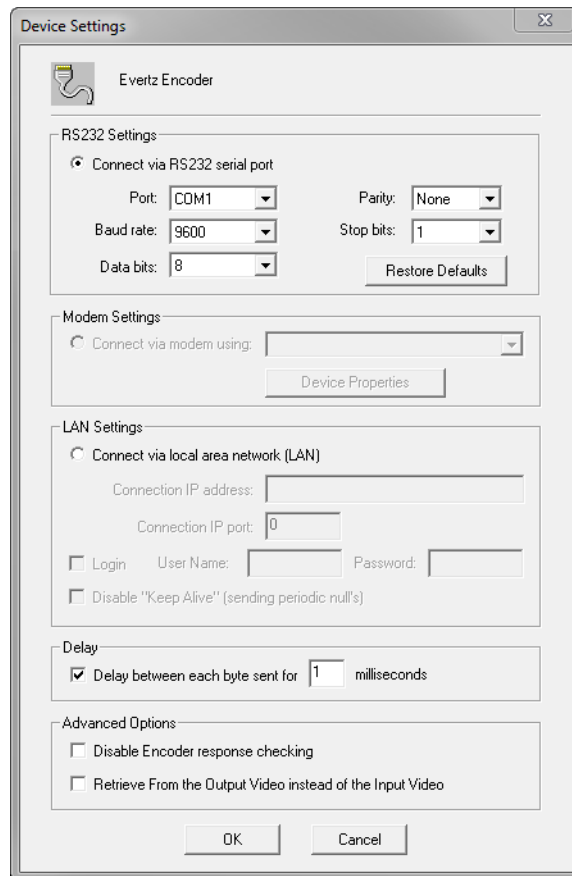 Device Settings
Evertz Encoder
RS232 Settings
Connect via RS232 serial port
Port: COM1 Parity: None
Baud rate: 9600 Stop bits: 1
Data bits: 8 Restore Defaults
Modem Settings
Connect via modem using:
Device Properties
LAN Settings
Connect via local area network (LAN)
Connection IP address:
Connection IP port: 0
Login User Name: Password:
Disable "Keep Alive" (sending periodic null's)
Delay
Delay between each byte sent for 1 milliseconds
Advanced Options
Disable Encoder response checking
Retrieve From the Output Video instead of the Input Video
OK Cancel